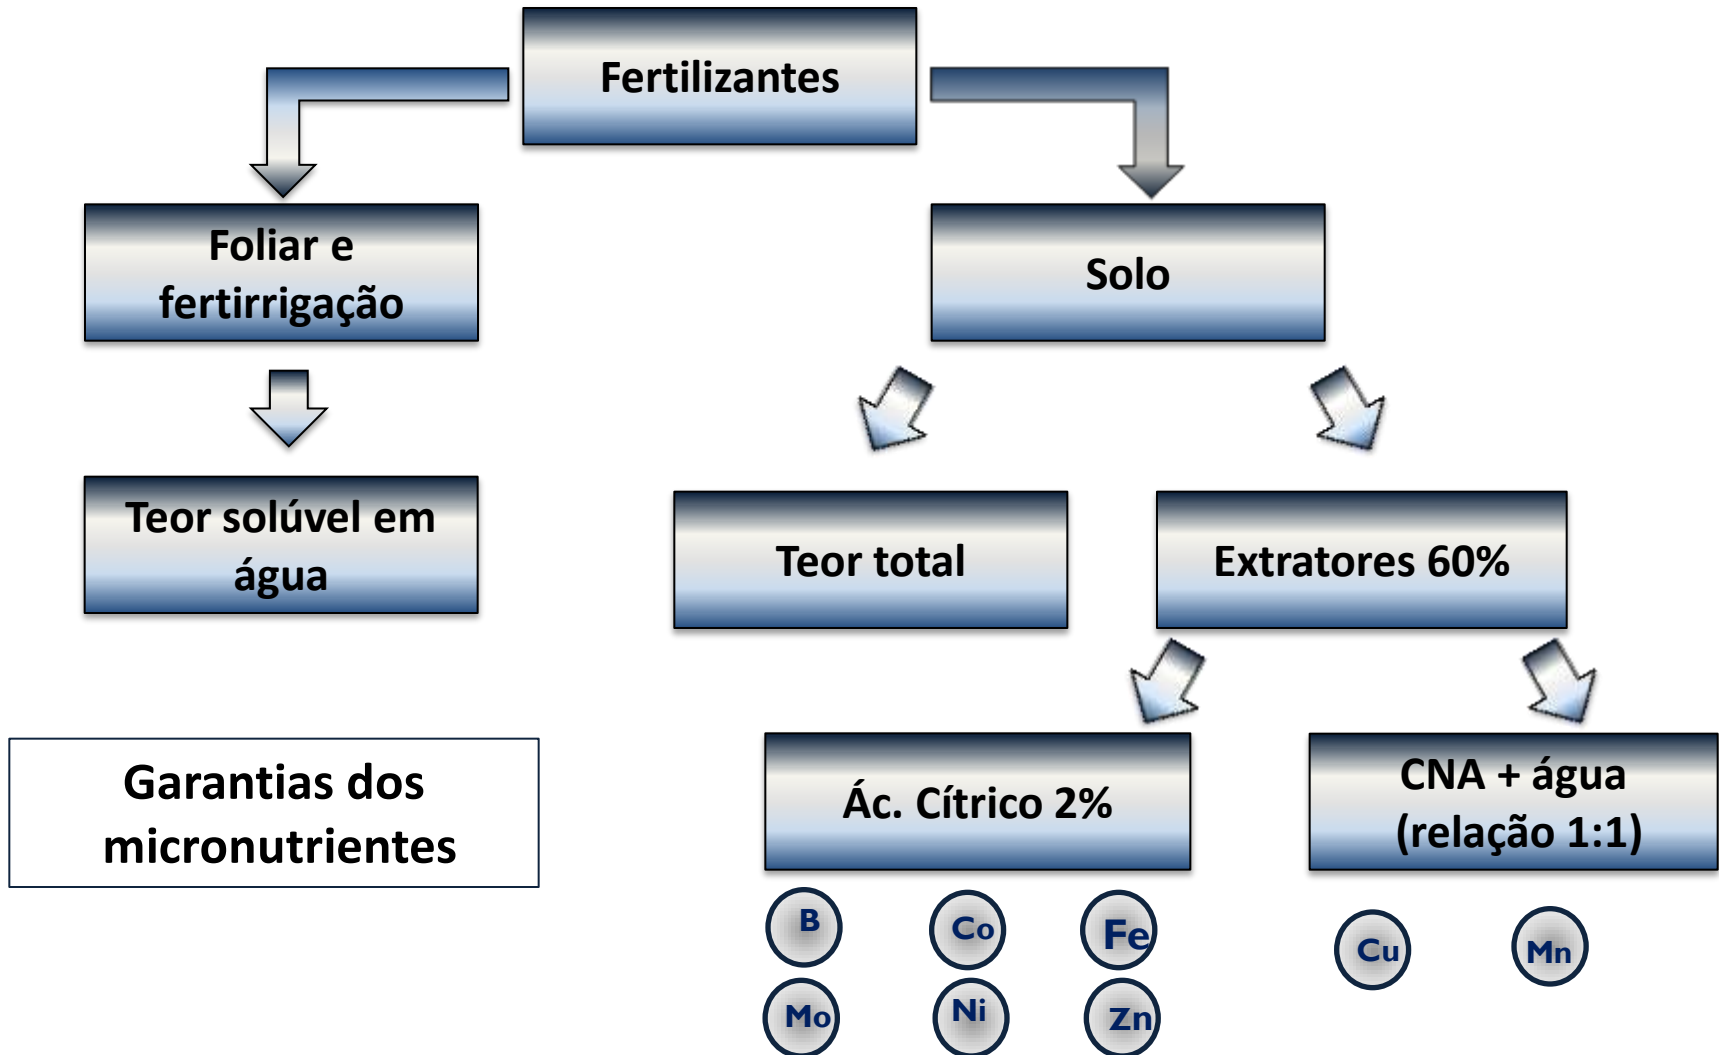 Fertilizantes
Foliar e
fertirrigação
Solo
Teor solúvel em
água
Teor total
Extratores 60%
Garantias dos
micronutrientes
Ác. Cítrico 2%
CNA + água
(relação 1:1)
B
Co
Fe
Cu
Mn
Mo
Ni
Zn